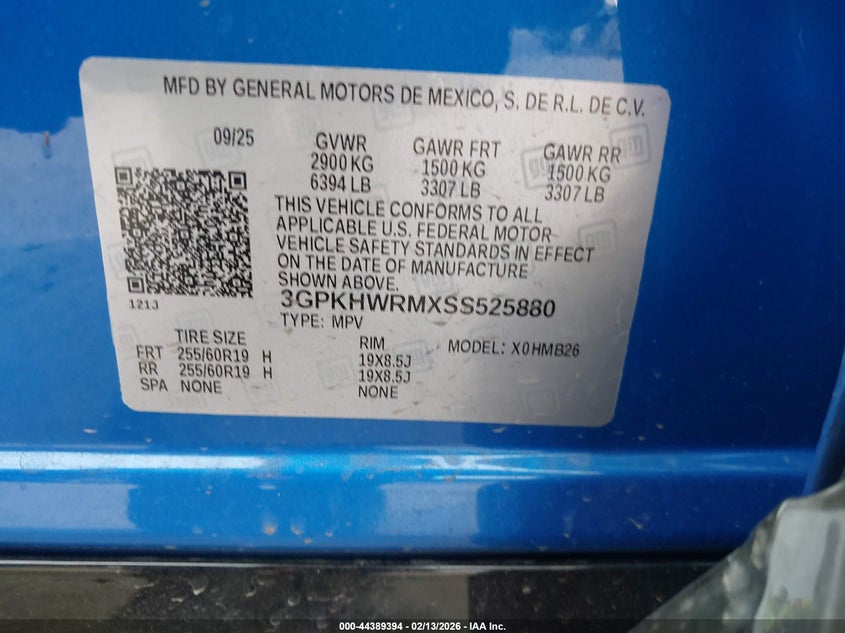 MFD BY GENERAL MOTORS DE MEXICO, S. DE R.L. DE C.V.
09/25 GVWR GAWR FRT GAWR RR
2900 KG 1500 KG 1500 KG
6394 LB 3307 LB 3307 LB
THIS VEHICLE CONFORMS TO ALL
APPLICABLE U.S. FEDERAL MOTOR
VEHICLE SAFETY STANDARDS IN EFFECT
ON THE DATE OF MANUFACTURE
SHOWN ABOVE.
121J
3GPKHWRMXSS525880
TYPE: MPV
TIRE SIZE RIM MODEL: X0HMB26
FRT 255/60R19 H 19X8.5J
RR 255/60R19 H 19X8.5J
SPA NONE NONE
000-44389394 - 02/13/2026 - IAA Inc.